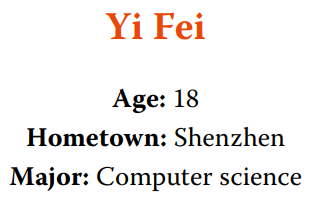 Yi Fei
Age: 18
Hometown: Shenzhen
Major: Computer science